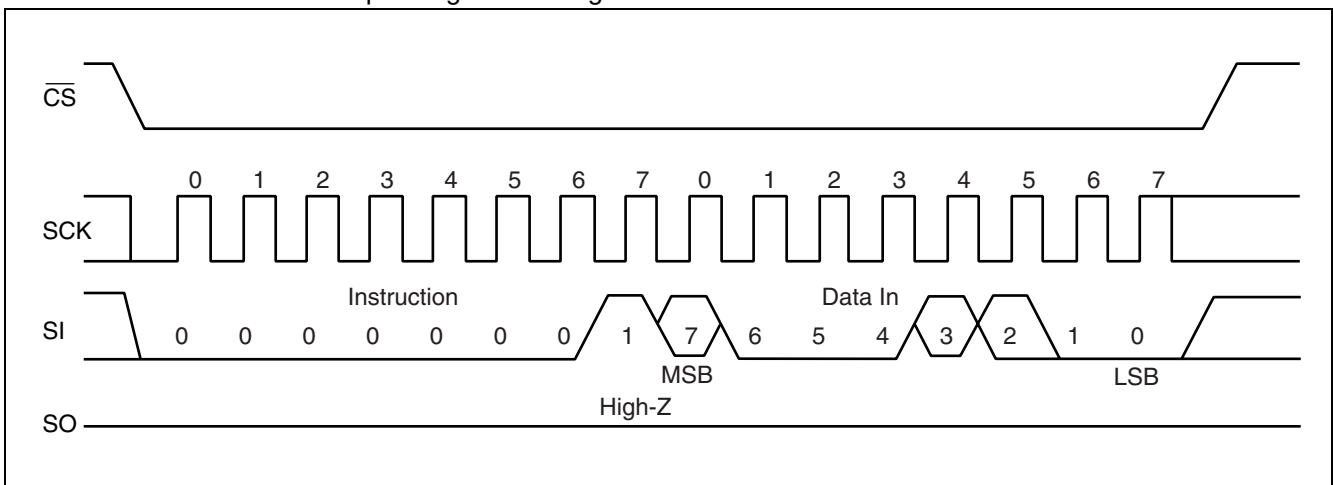 CS
0 1 2 3 4 5 6 7 0 1 2 3 4 5 6 7
SCK
Instruction Data In
SI 0 0 0 0 0 0 0 1 7 6 5 4 3 2 1 0
MSB LSB
High-Z
SO